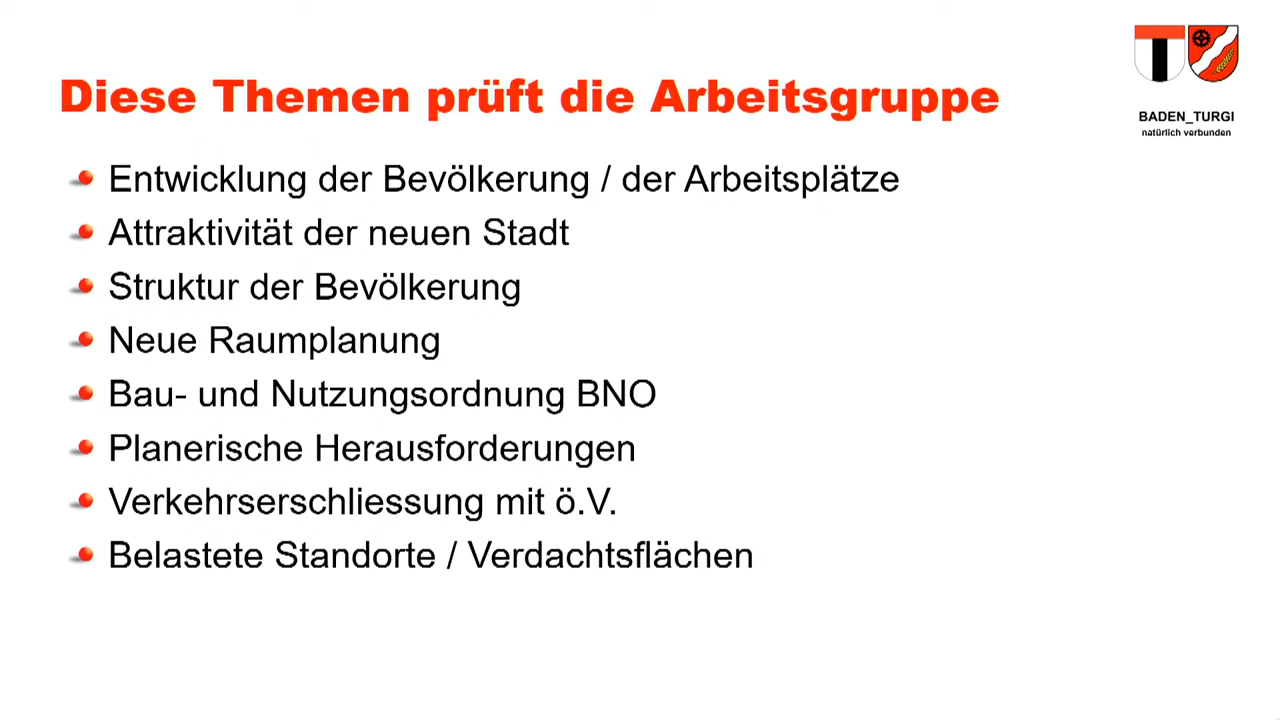 Diese Themen prüft die Arbeitsgruppe
BADEN_TURGI
natürlich verbunden
Entwicklung der Bevölkerung / der Arbeitsplätze
Attraktivität der neuen Stadt
Struktur der Bevölkerung
Neue Raumplanung
Bau- und Nutzungsordnung BNO
Planerische Herausforderungen
Verkehrserschliessung mit ö.V.
Belastete Standorte / Verdachtsflächen